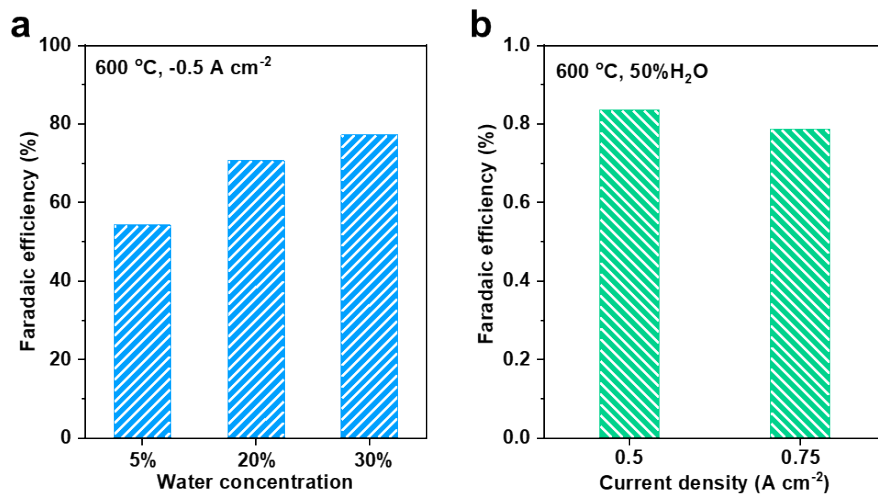 a
600 °C, -0.5 A cm⁻²
Faradaic efficiency (%)
100
80
60
40
20
0
5% 20% 30%
Water concentration
b
600 °C, 50%H₂O
Faradaic efficiency (%)
1.0
0.8
0.6
0.4
0.2
0.0
0.5 0.75
Current density (A cm⁻²)